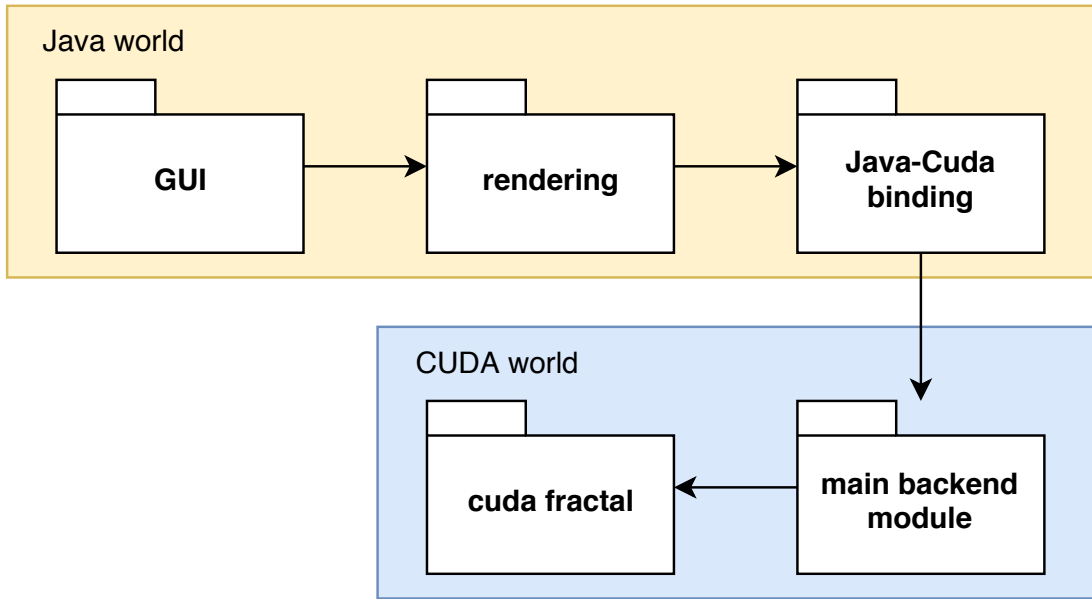 Java world
GUI
rendering
Java-Cuda
binding
CUDA world
cuda fractal
main backend
module